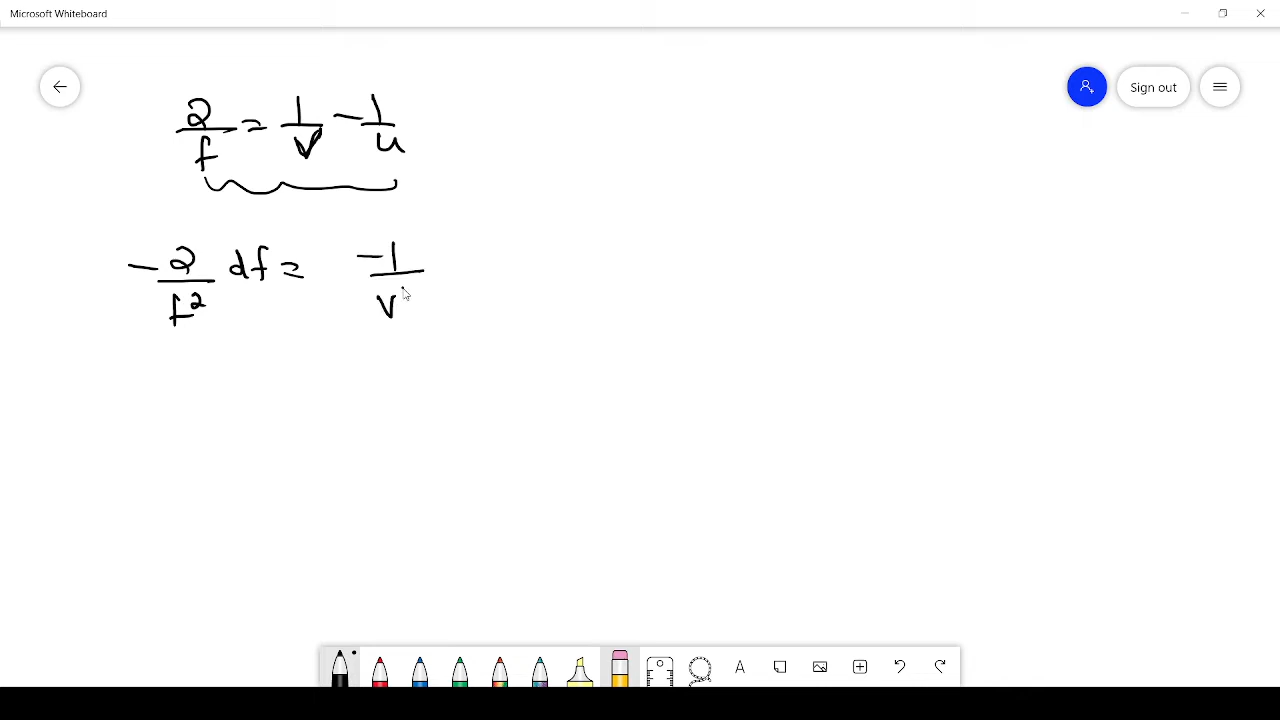 Microsoft Whiteboard
Sign out
2/f = 1/v - 1/u
-2/f² df = -1/v
A